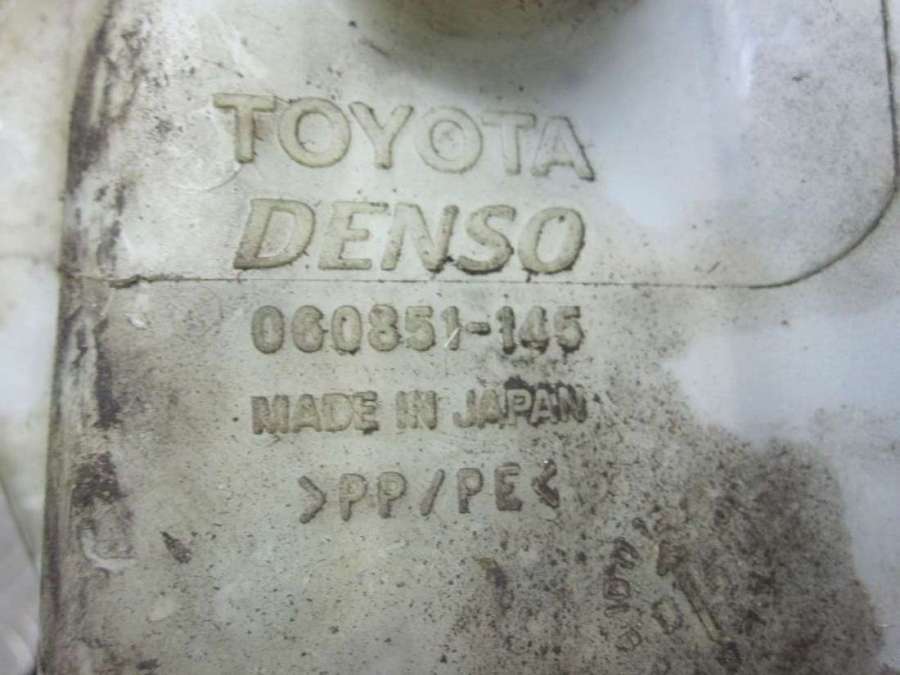 TOYOTA
DENSO
060851-145
MADE IN JAPAN
>PP/PE<